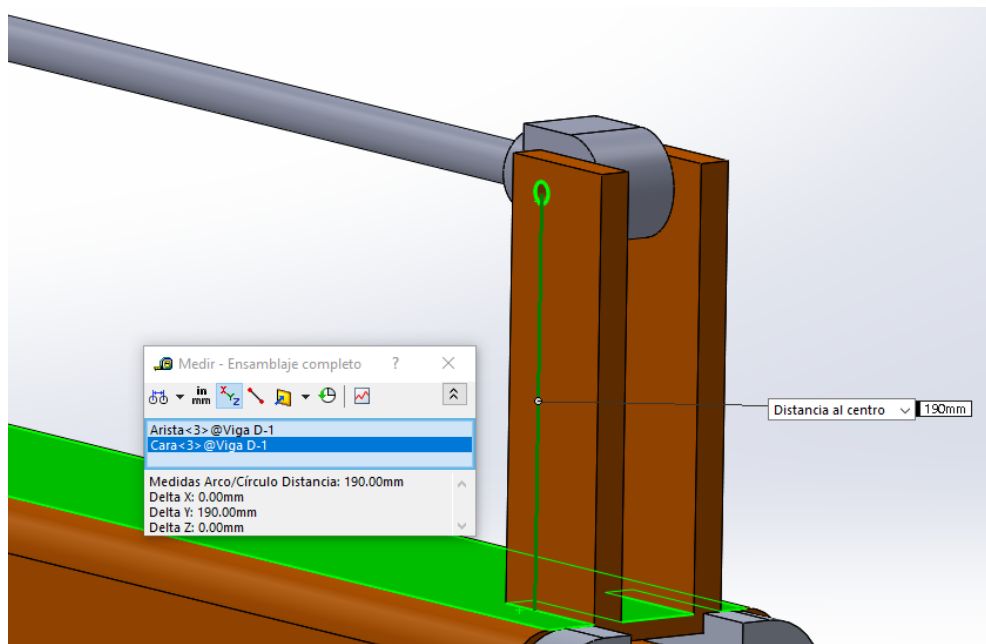 Medir - Ensamblaje completo ?
in
mm
X Y Z
Arista<3>@Viga D-1
Cara<3>@Viga D-1
Medidas Arco/Círculo Distancia: 190.00mm
Delta X: 0.00mm
Delta Y: 190.00mm
Delta Z: 0.00mm
Distancia al centro 190mm